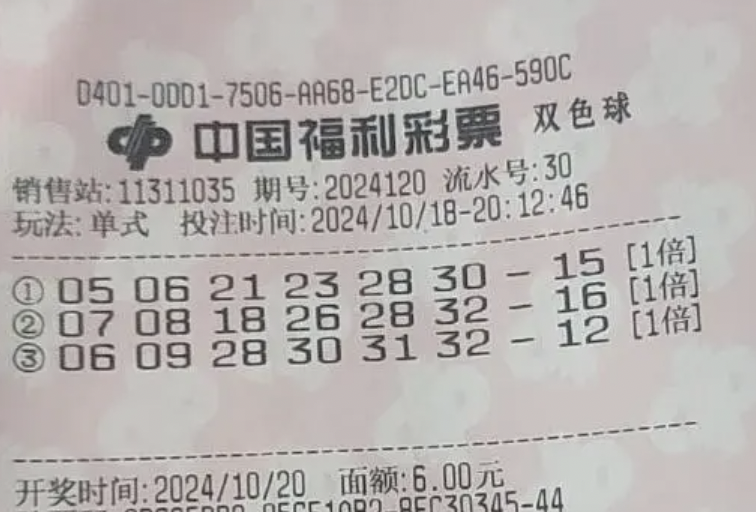 D401-0DD1-7506-AA68-E2DC-EA46-590C
中国福利彩票 双色球
销售站:11311035 期号:2024120 流水号:30
玩法:单式 投注时间:2024/10/18-20:12:46
① 05 06 21 23 28 30 - 15 [1倍]
② 07 08 18 26 28 32 - 16 [1倍]
③ 06 09 28 30 31 32 - 12 [1倍]
开奖时间:2024/10/20 面额:6.00元